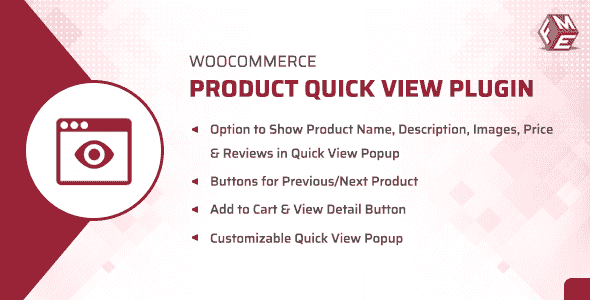 FME
WOOCOMMERCE
PRODUCT QUICK VIEW PLUGIN
Option to Show Product Name, Description, Images, Price
& Reviews in Quick View Popup
Buttons for Previous/Next Product
Add to Cart & View Detail Button
Customizable Quick View Popup